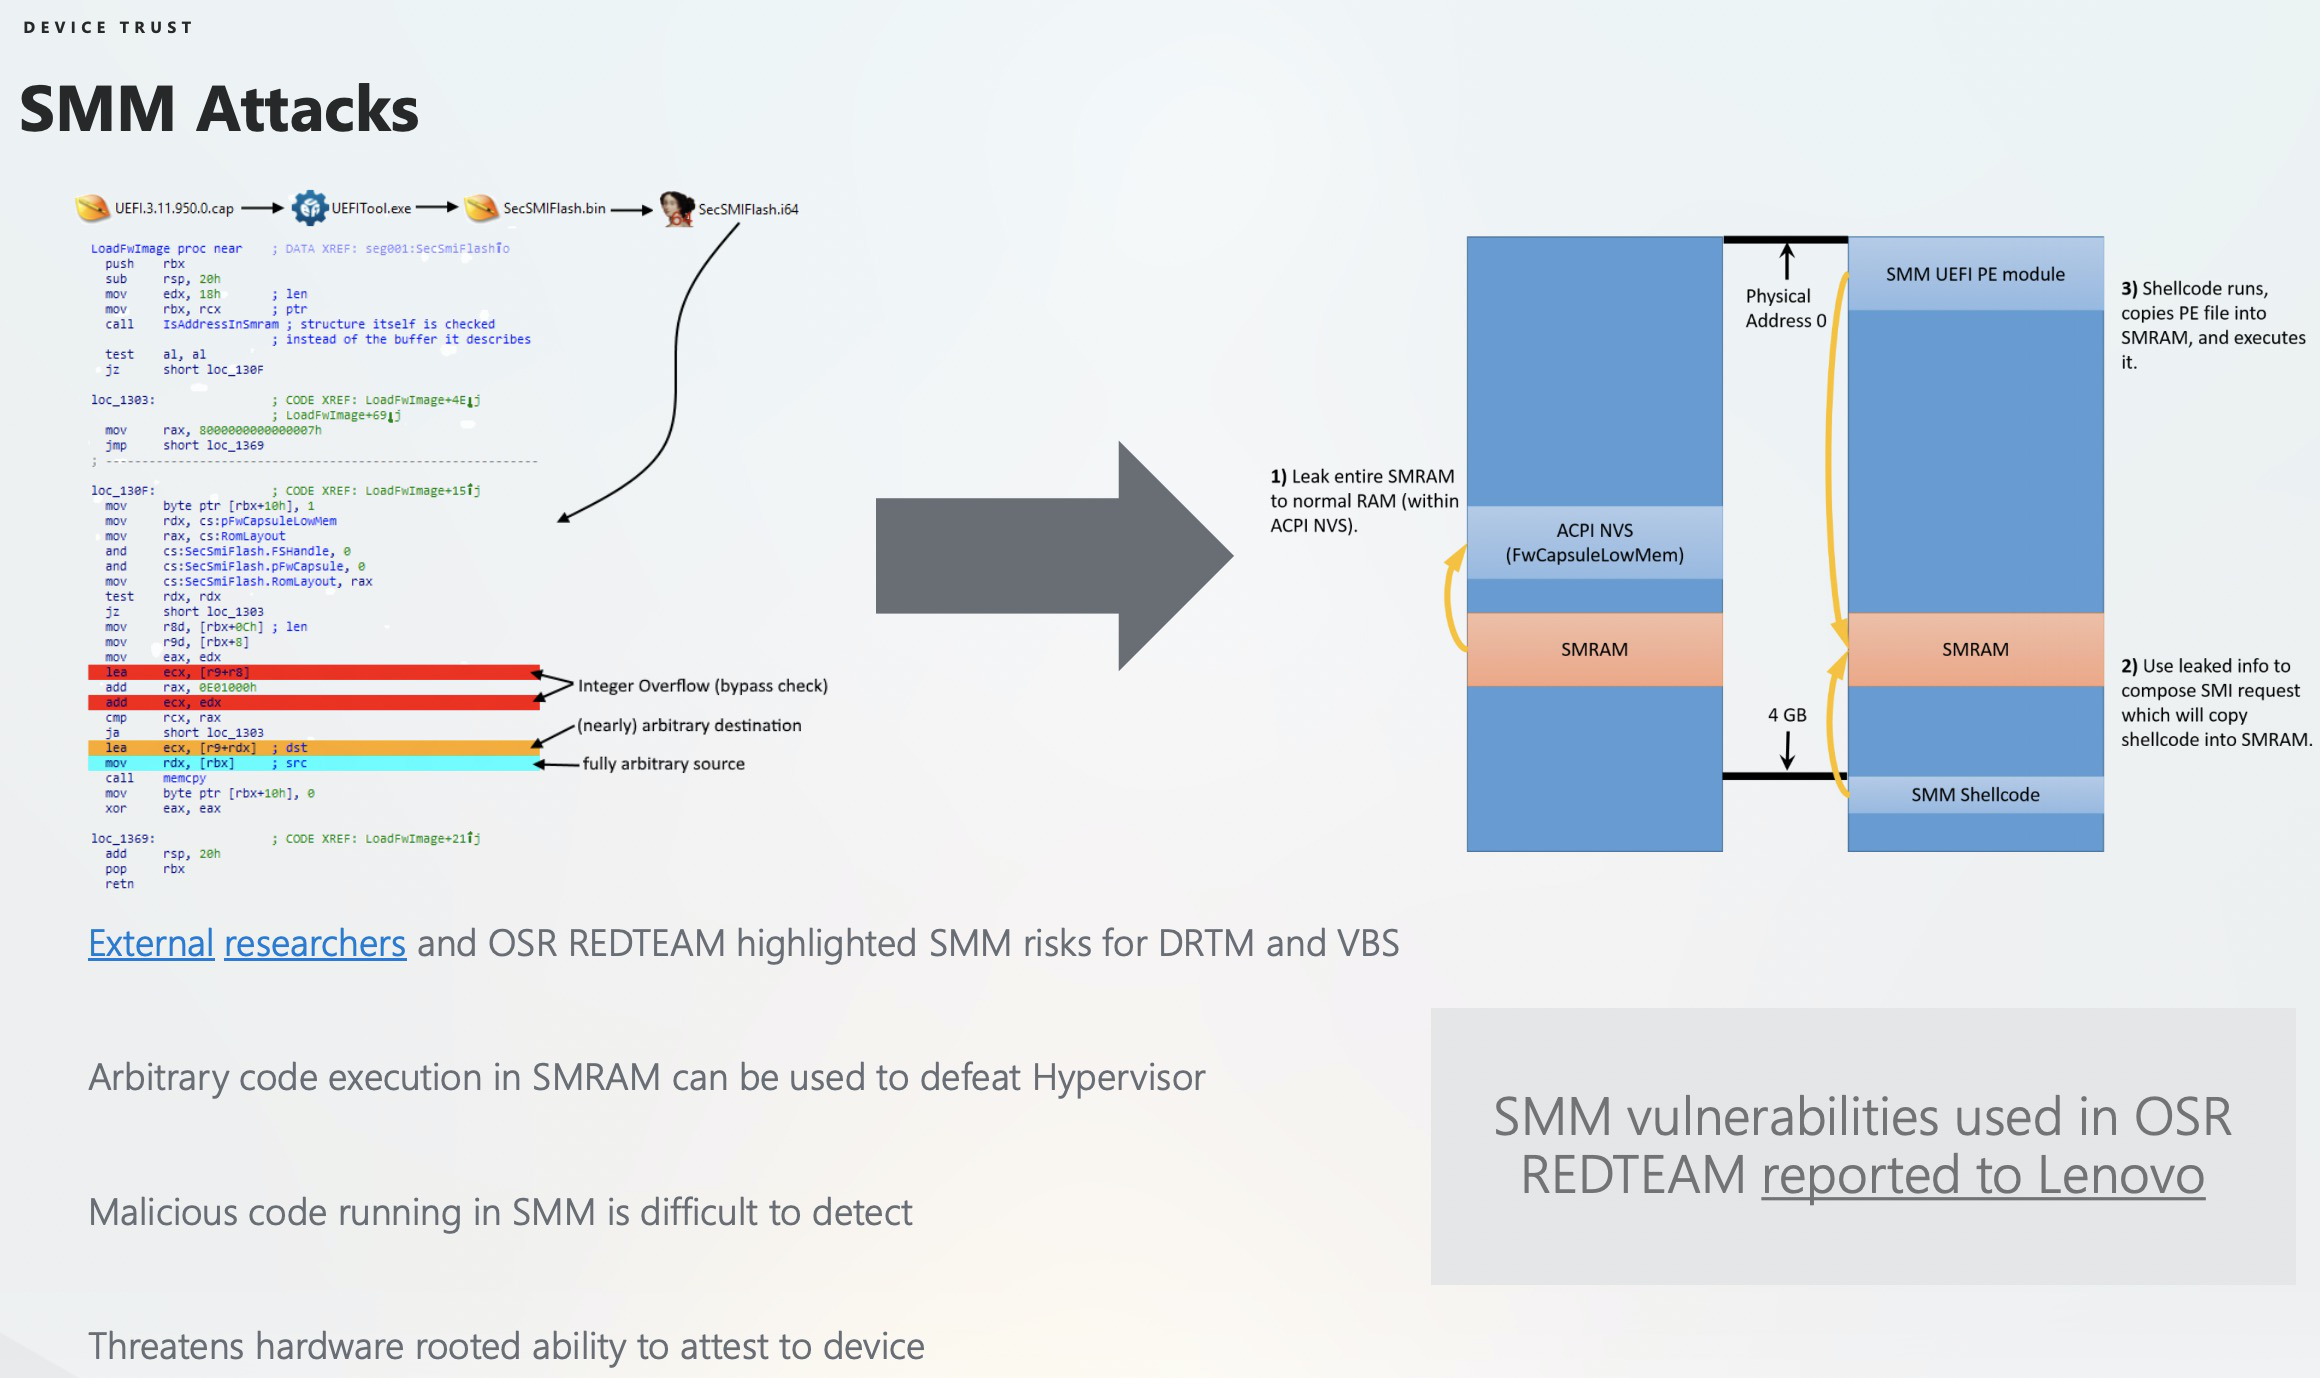 DEVICE TRUST
SMM Attacks
UEFI.3.11.950.0.cap
UEFITool.exe
SecSMIFlash.bin
SecSMIFlash.i64
LoadFwImage proc near ; DATA XREF: seg001:SecSmiFlash↑o
push rbx
sub rsp, 20h
mov edx, 18h ; len
mov rbx, rcx ; ptr
call IsAddressInSmram ; structure itself is checked
; instead of the buffer it describes
test al, al
jz short loc_130F
loc_1303: ; CODE XREF: LoadFwImage+4E↓j
; LoadFwImage+69↓j
mov rax, 8000000000000007h
jmp short loc_1369
; ------------------------------------------------------------
loc_130F: ; CODE XREF: LoadFwImage+15↑j
mov byte ptr [rbx+10h], 1
mov rdx, cs:pFwCapsuleLowMem
mov rax, cs:RomLayout
and cs:SecSmiFlash.FSHandle, 0
and cs:SecSmiFlash.pFwCapsule, 0
mov cs:SecSmiFlash.RomLayout, rax
test rdx, rdx
jz short loc_1303
mov r8d, [rbx+0Ch] ; len
mov r9d, [rbx+8]
mov eax, edx
lea ecx, [r9+r8]
add rax, 0E01000h
add ecx, edx
cmp rcx, rax
ja short loc_1303
lea ecx, [r9+rdx] ; dst
mov rdx, [rbx] ; src
call memcpy
mov byte ptr [rbx+10h], 0
xor eax, eax
loc_1369: ; CODE XREF: LoadFwImage+21↑j
add rsp, 20h
pop rbx
retn
Integer Overflow (bypass check)
(nearly) arbitrary destination
fully arbitrary source
1) Leak entire SMRAM
to normal RAM (within
ACPI NVS).
ACPI NVS
(FwCapsuleLowMem)
SMRAM
Physical
Address 0
4 GB
SMM UEFI PE module
SMRAM
SMM Shellcode
3) Shellcode runs,
copies PE file into
SMRAM, and executes
it.
2) Use leaked info to
compose SMI request
which will copy
shellcode into SMRAM.
External researchers and OSR REDTEAM highlighted SMM risks for DRTM and VBS
Arbitrary code execution in SMRAM can be used to defeat Hypervisor
Malicious code running in SMM is difficult to detect
Threatens hardware rooted ability to attest to device
SMM vulnerabilities used in OSR
REDTEAM reported to Lenovo